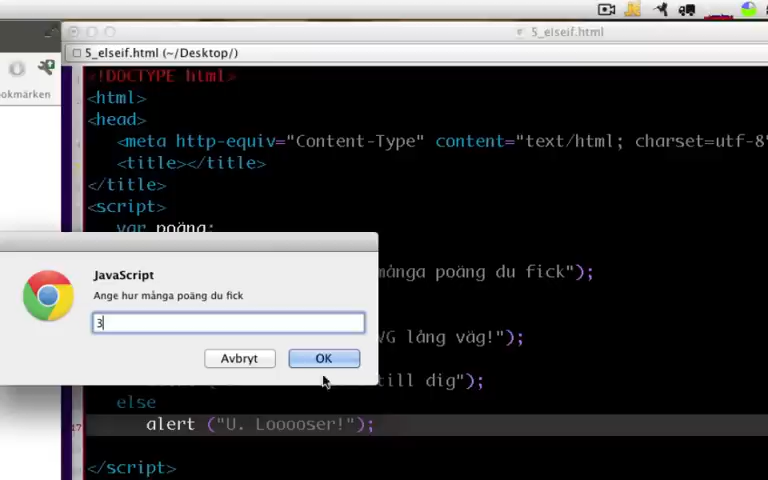 5_elseif.html
5_elseif.html (~/Desktop/)
okmärken
<!DOCTYPE html>
<html>
<head>
<meta http-equiv="Content-Type" content="text/html; charset=utf-8"
<title></title>
</title>
<script>
var poäng;
många poäng du fick");
VG lång väg!");
till dig");
else
17
alert ("U. Looooser!");
</script>
JavaScript
Ange hur många poäng du fick
3
Avbryt
OK